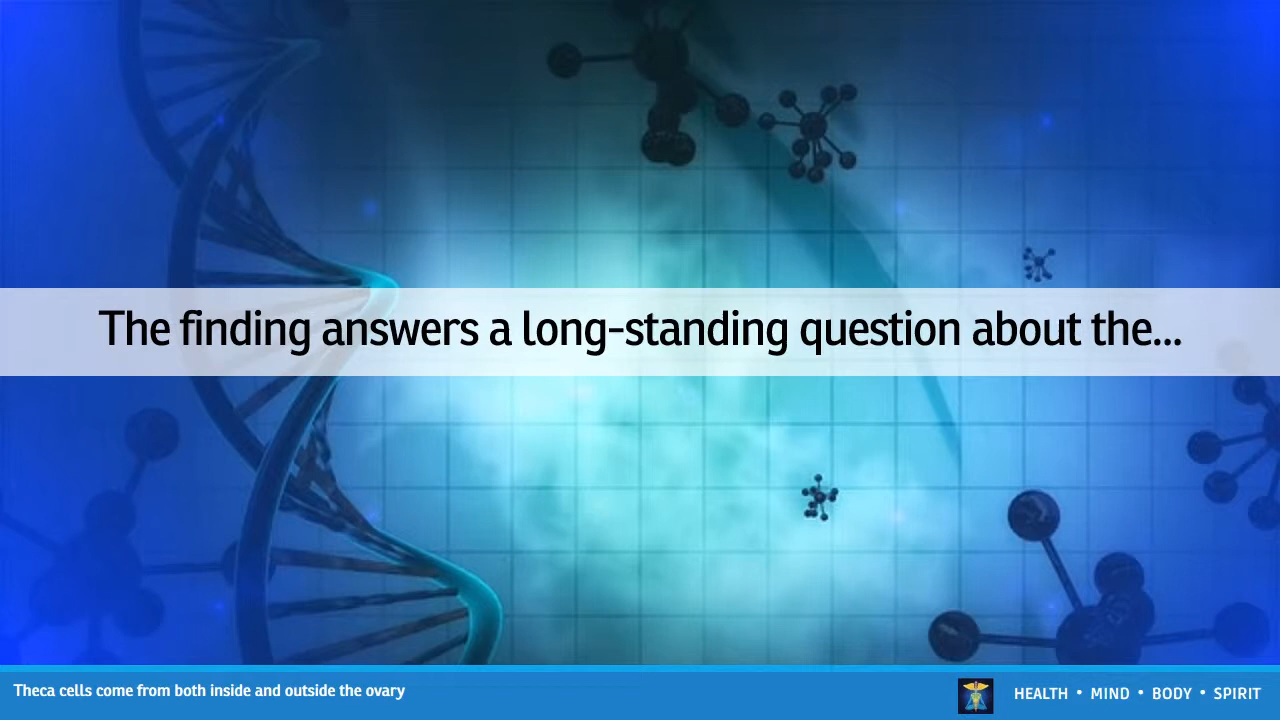 The finding answers a long-standing question about the...
Theca cells come from both inside and outside the ovary
HEALTH • MIND • BODY • SPIRIT